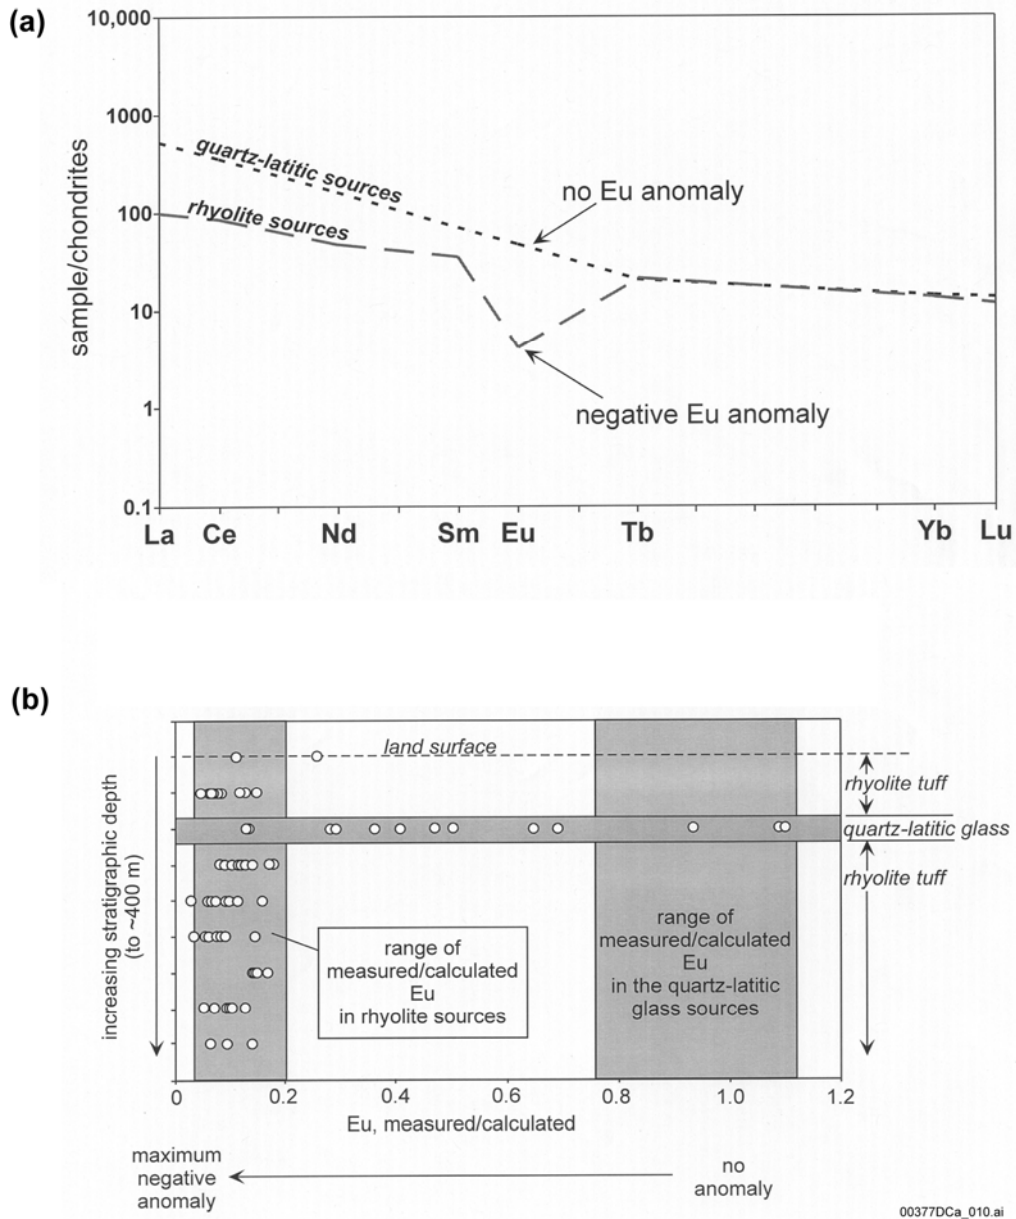 (a)
10,000
1000
100
10
1
0.1
sample/chondrites
quartz-latitic sources
rhyolite sources
no Eu anomaly
negative Eu anomaly
La Ce Nd Sm Eu Tb Yb Lu
(b)
land surface
rhyolite tuff
quartz-latitic glass
rhyolite tuff
increasing stratigraphic depth
(to ~400 m)
range of
measured/calculated
Eu
in rhyolite sources
range of
measured/calculated
Eu
in the quartz-latitic
glass sources
0 0.2 0.4 0.6 0.8 1.0 1.2
Eu, measured/calculated
maximum
negative
anomaly
no
anomaly
00377DCa_010.ai